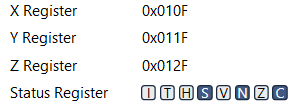 X Register 0x010F
Y Register 0x011F
Z Register 0x012F
Status Register I T H S V N Z C